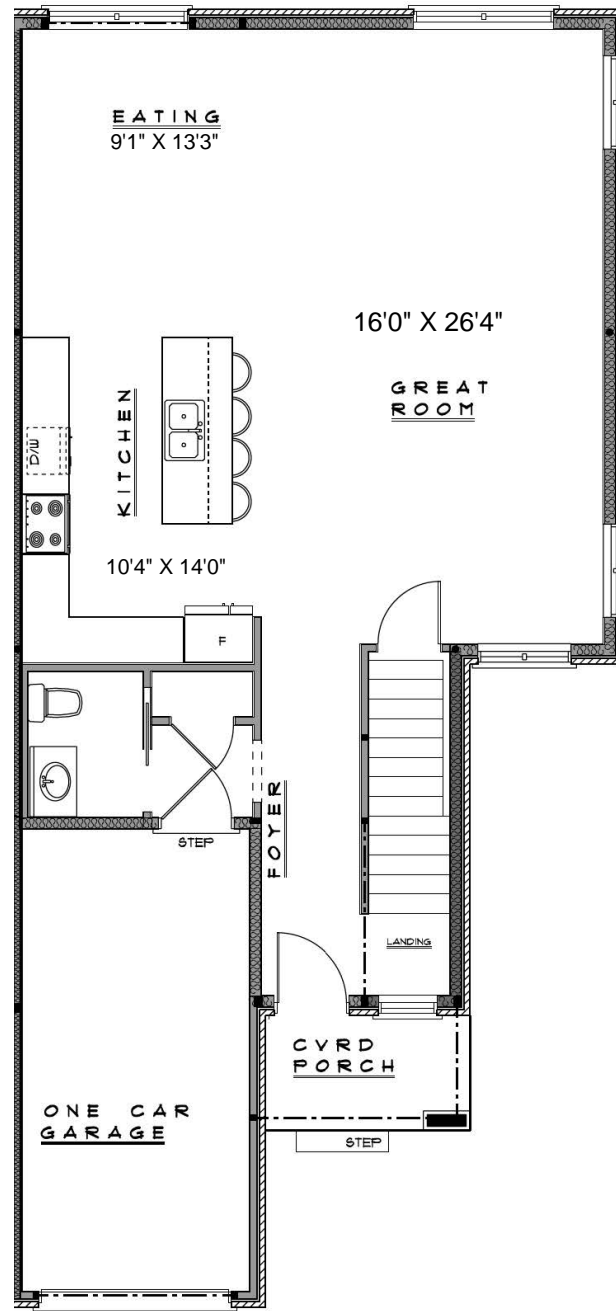 EATING
9'1" X 13'3"
16'0" X 26'4"
GREAT
ROOM
KITCHEN
D/W
10'4" X 14'0"
F
STEP
FOYER
LANDING
CVRD
PORCH
ONE CAR
GARAGE
STEP